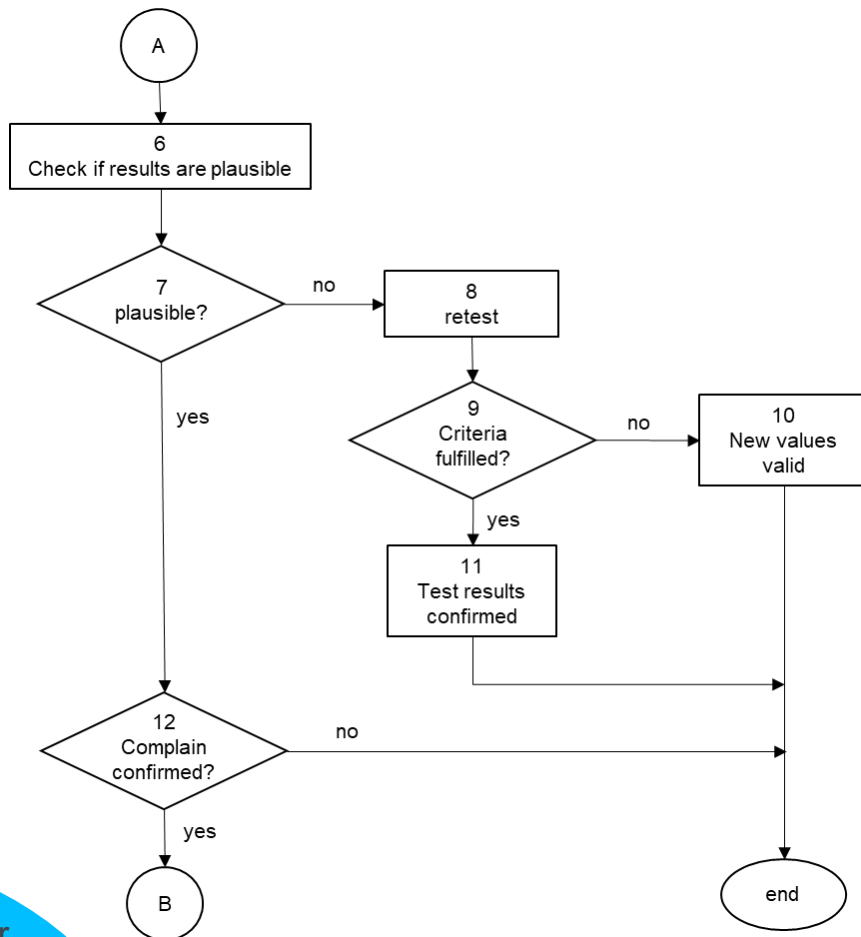 A
6
Check if results are plausible
7
plausible?
no
8
retest
yes
9
Criteria
fulfilled?
no
10
New values
valid
yes
11
Test results
confirmed
12
Complain
confirmed?
no
yes
B
end